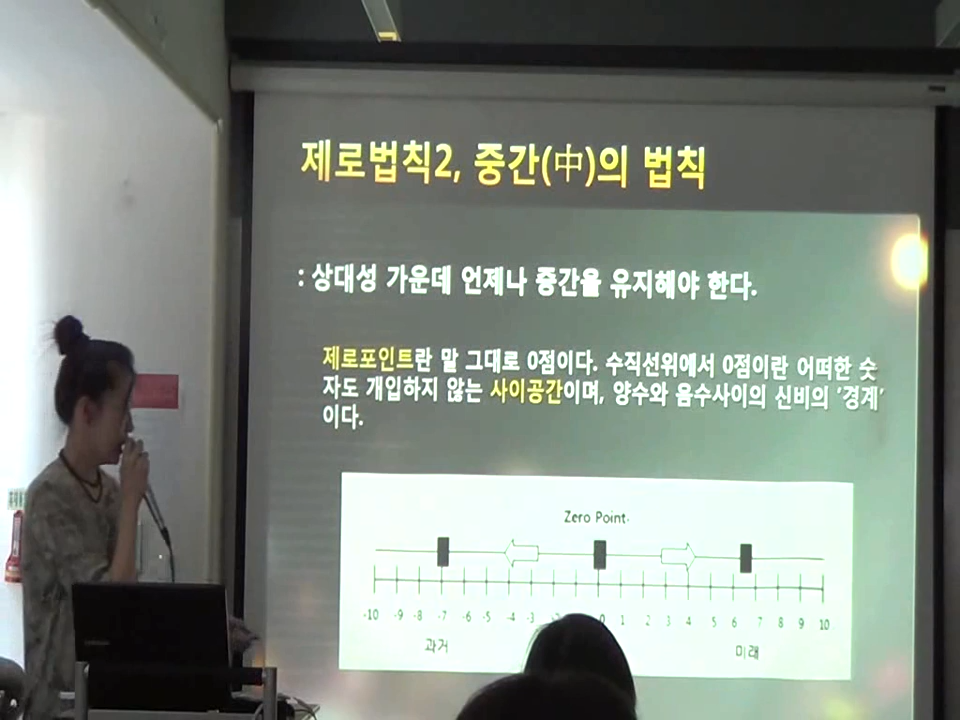 제로법칙2, 중간(中)의 법칙
: 상대성 가운데 언제나 중간을 유지해야 한다.
제로포인트란 말 그대로 0점이다. 수직선위에서 0점이란 어떠한 숫
자도 개입하지 않는 사이공간이며, 양수와 음수사이의 신비의 '경계'
이다.
Zero Point
-10 -9 -8 -7 -6 -5 -4 -3 0 1 2 3 4 5 6 7 8 9 10
과거 미래